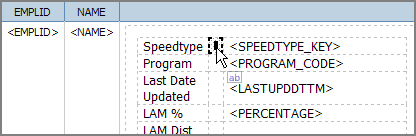 EMPLID NAME
<EMPLID> <NAME>
Speedtype <SPEEDTYPE_KEY>
Program <PROGRAM_CODE>
ab
Last Date
Updated <LASTUPDDTTM>
LAM % <PERCENTAGE>
LAM Dist